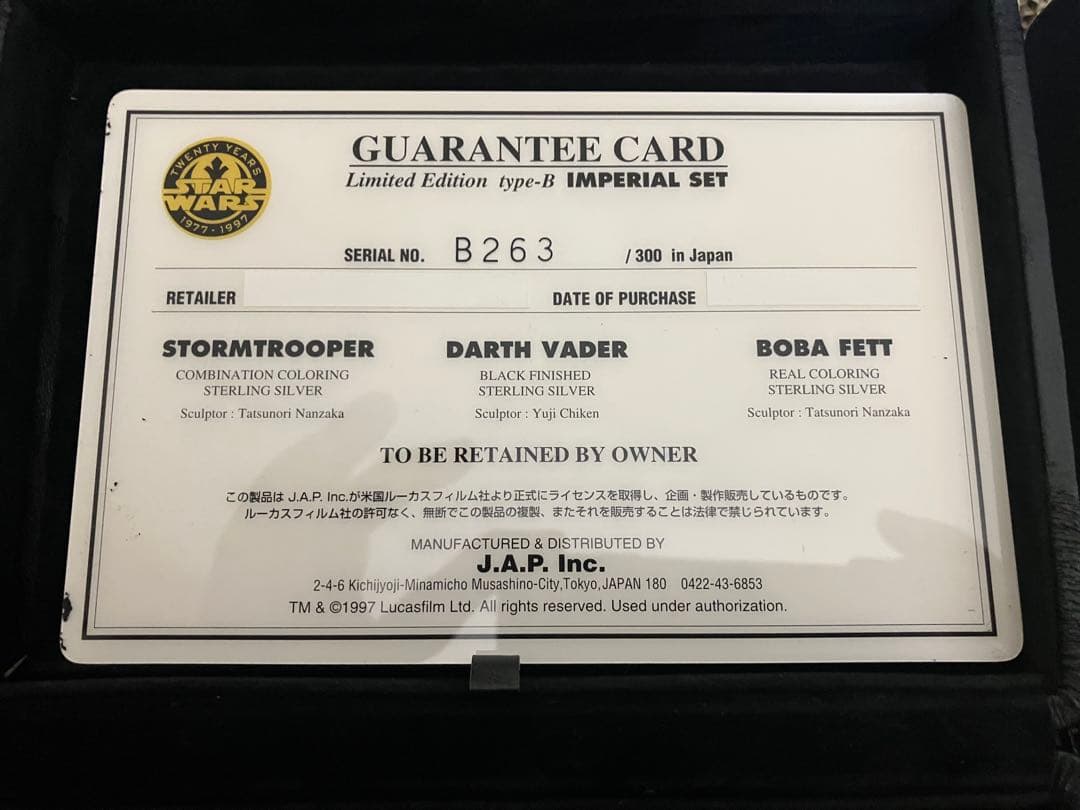 TWENTY YEARS
STAR
WARS
1977 · 1997
GUARANTEE CARD
Limited Edition type-B IMPERIAL SET
SERIAL NO. B263 / 300 in Japan
RETAILER DATE OF PURCHASE
STORMTROOPER DARTH VADER BOBA FETT
COMBINATION COLORING BLACK FINISHED REAL COLORING
STERLING SILVER STERLING SILVER STERLING SILVER
Sculptor : Tatsunori Nanzaka Sculptor : Yuji Chiken Sculptor : Tatsunori Nanzaka
TO BE RETAINED BY OWNER
この製品は J.A.P. Inc.が米国ルーカスフィルム社より正式にライセンスを取得し、企画・製作販売しているものです。
ルーカスフィルム社の許可なく、無断でこの製品の複製、またそれを販売することは法律で禁じられています。
MANUFACTURED & DISTRIBUTED BY
J.A.P. Inc.
2-4-6 Kichijyoji-Minamicho Musashino-City,Tokyo,JAPAN 180 0422-43-6853
TM & ©1997 Lucasfilm Ltd. All rights reserved. Used under authorization.